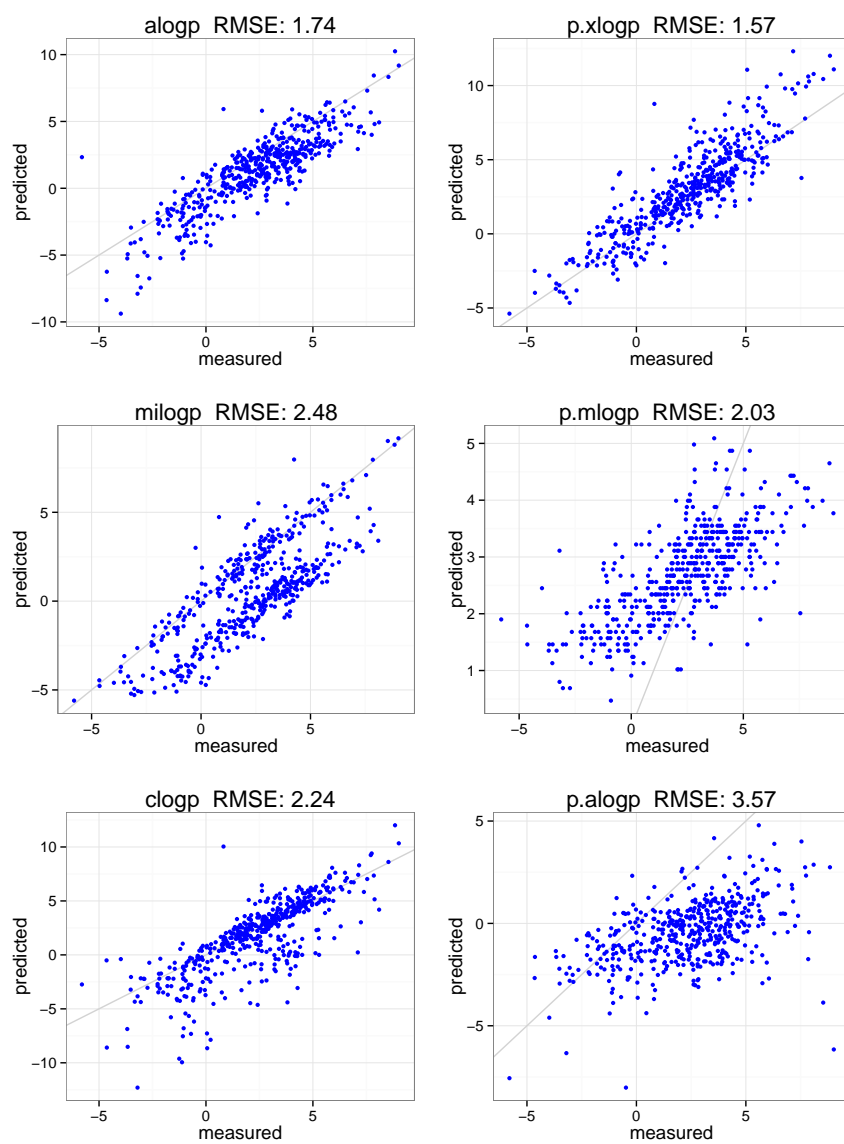 alogp RMSE: 1.74
10
5
0
−5
−10
predicted
−5 0 5
measured
p.xlogp RMSE: 1.57
10
5
0
−5
predicted
−5 0 5
measured
milogp RMSE: 2.48
5
0
−5
predicted
−5 0 5
measured
p.mlogp RMSE: 2.03
5
4
3
2
1
predicted
−5 0 5
measured
clogp RMSE: 2.24
10
5
0
−5
−10
predicted
−5 0 5
measured
p.alogp RMSE: 3.57
5
0
−5
predicted
−5 0 5
measured